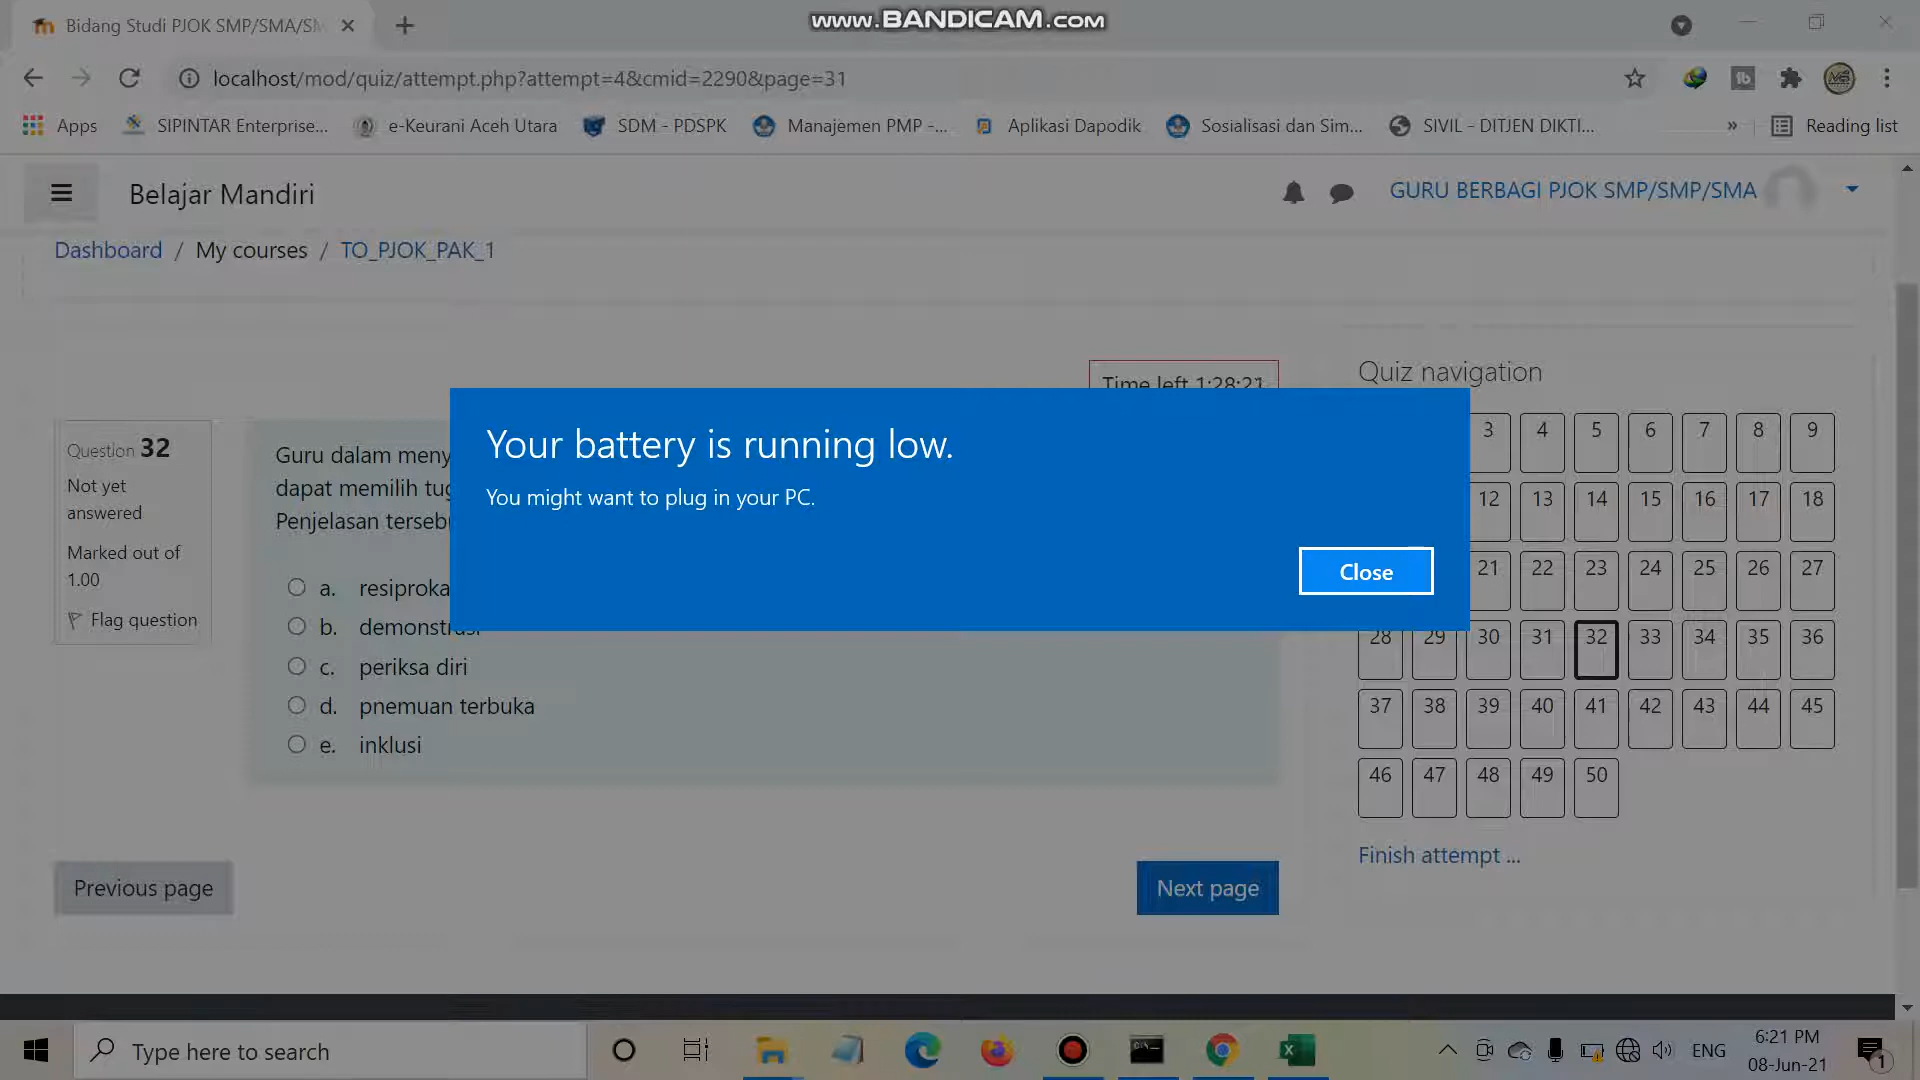 Bidang Studi PJOK SMP/SMA/SM
www.BANDICAM.com
localhost/mod/quiz/attempt.php?attempt=4&cmid=2290&page=31
Apps
SIPINTAR Enterprise...
e-Keurani Aceh Utara
SDM - PDSPK
Manajemen PMP -...
Aplikasi Dapodik
Sosialisasi dan Sim...
SIVIL - DITJEN DIKTI...
»
Reading list
Belajar Mandiri
GURU BERBAGI PJOK SMP/SMP/SMA
Dashboard / My courses / TO_PJOK_PAK_1
Time left 1:28:21
Question 32
Not yet
answered
Marked out of
1.00
Flag question
Guru dalam meny
dapat memilih tug
Penjelasan terseb
a. resiproka
b. demonstrasi
c. periksa diri
d. pnemuan terbuka
e. inklusi
Your battery is running low.
You might want to plug in your PC.
Close
Quiz navigation
3 4 5 6 7 8 9
12 13 14 15 16 17 18
21 22 23 24 25 26 27
28 29 30 31 32 33 34 35 36
37 38 39 40 41 42 43 44 45
46 47 48 49 50
Finish attempt ...
Previous page
Next page
Type here to search
ENG
6:21 PM
08-Jun-21
1